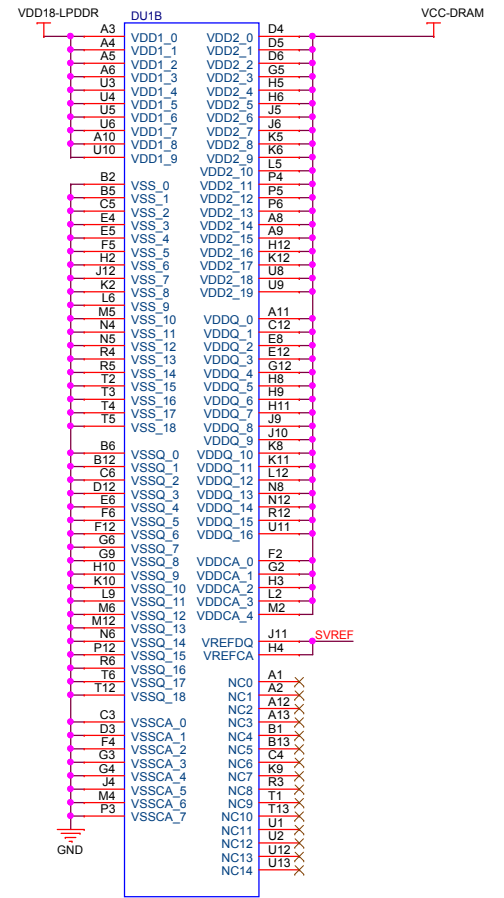 VDD18-LPDDR DU1B VCC-DRAM
A3 VDD1_0 VDD2_0 D4
A4 VDD1_1 VDD2_1 D5
A5 VDD1_2 VDD2_2 D6
A6 VDD1_3 VDD2_3 G5
U3 VDD1_4 VDD2_4 H5
U4 VDD1_5 VDD2_5 H6
U5 VDD1_6 VDD2_6 J5
U6 VDD1_7 VDD2_7 J6
A10 VDD1_8 VDD2_8 K5
U10 VDD1_9 VDD2_9 K6
VDD2_10 L5
B2 VSS_0 VDD2_11 P4
B5 VSS_1 VDD2_12 P5
C5 VSS_2 VDD2_13 P6
E4 VSS_3 VDD2_14 A8
E5 VSS_4 VDD2_15 A9
F5 VSS_5 VDD2_16 H12
H2 VSS_6 VDD2_17 K12
J12 VSS_7 VDD2_18 U8
K2 VSS_8 VDD2_19 U9
L6 VSS_9
M5 VSS_10 VDDQ_0 A11
N4 VSS_11 VDDQ_1 C12
N5 VSS_12 VDDQ_2 E8
R4 VSS_13 VDDQ_3 E12
R5 VSS_14 VDDQ_4 G12
T2 VSS_15 VDDQ_5 H8
T3 VSS_16 VDDQ_6 H9
T4 VSS_17 VDDQ_7 H11
T5 VSS_18 VDDQ_8 J9
VDDQ_9 J10
B6 VSSQ_0 VDDQ_10 K8
B12 VSSQ_1 VDDQ_11 K11
C6 VSSQ_2 VDDQ_12 L12
D12 VSSQ_3 VDDQ_13 N8
E6 VSSQ_4 VDDQ_14 N12
F6 VSSQ_5 VDDQ_15 R12
F12 VSSQ_6 VDDQ_16 U11
G6 VSSQ_7
G9 VSSQ_8 VDDCA_0 F2
H10 VSSQ_9 VDDCA_1 G2
K10 VSSQ_10 VDDCA_2 H3
L9 VSSQ_11 VDDCA_3 L2
M6 VSSQ_12 VDDCA_4 M2
M12 VSSQ_13
N6 VSSQ_14 VREFDQ J11 SVREF
P12 VSSQ_15 VREFCA H4
R6 VSSQ_16
T6 VSSQ_17 NC0 A1
T12 VSSQ_18 NC1 A2
NC2 A12
C3 VSSCA_0 NC3 A13
D3 VSSCA_1 NC4 B1
F4 VSSCA_2 NC5 B13
G3 VSSCA_3 NC6 C4
G4 VSSCA_4 NC7 K9
J4 VSSCA_5 NC8 R3
M4 VSSCA_6 NC9 T1
P3 VSSCA_7 NC10 T13
NC11 U1
GND NC12 U2
NC13 U12
NC14 U13